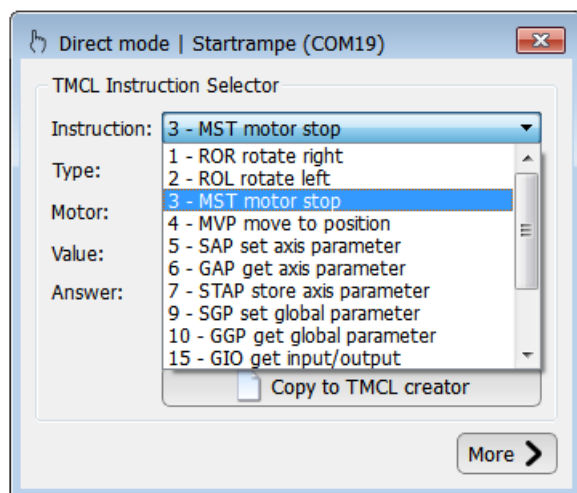 Direct mode | Startrampe (COM19)
TMCL Instruction Selector
Instruction: 3 - MST motor stop
1 - ROR rotate right
Type:
2 - ROL rotate left
3 - MST motor stop
Motor:
4 - MVP move to position
5 - SAP set axis parameter
Value:
6 - GAP get axis parameter
Answer:
7 - STAP store axis parameter
9 - SGP set global parameter
10 - GGP get global parameter
15 - GIO get input/output
Copy to TMCL creator
More